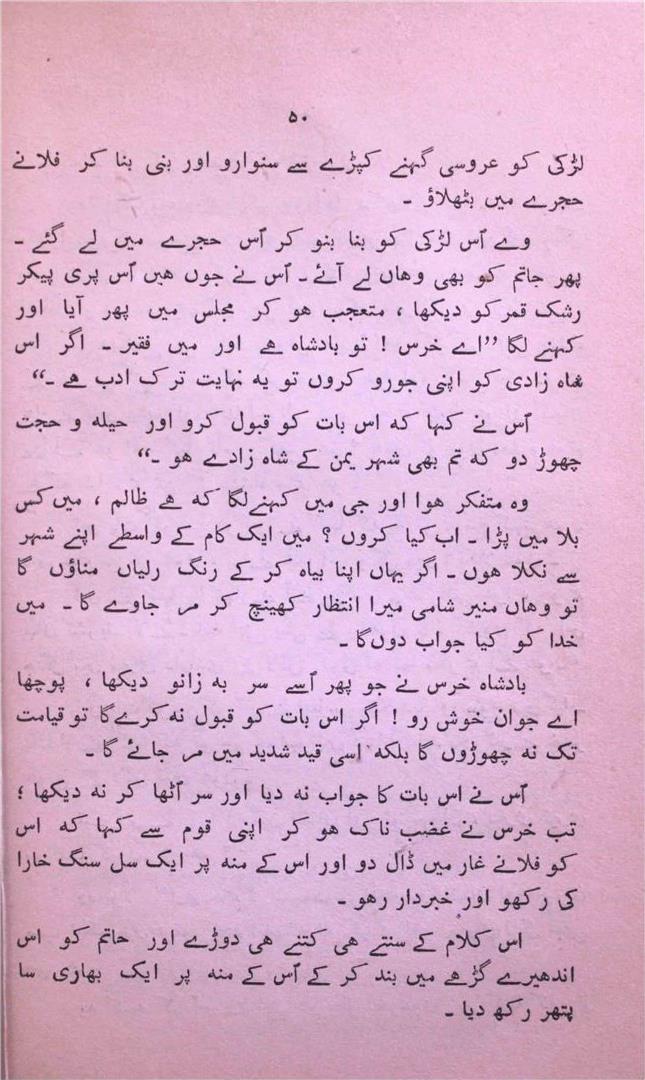 ۵۰
لڑکی کو عروسی گہنے کپڑے سے سنوارو اور بنی بنا کر فلانے
حجرے میں بٹھلاؤ ۔
وے اُس لڑکی کو بنا بنو کر اُس حجرے میں لے گئے ۔
پھر حاتم کو بھی وھاں لے آئے ۔ اُس نے جوں ھیں اُس پری پیکر
رشک قمر کو دیکھا ، متعجب ھو کر مجلس میں پھر آیا اور
کہنے لگا ”اے خرس ! تو بادشاہ ھے اور میں فقیر ۔ اگر اس
شاہ زادی کو اپنی جورو کروں تو یہ نہایت ترک ادب ھے ۔“
اُس نے کہا کہ اس بات کو قبول کرو اور حیلہ و حجت
چھوڑ دو کہ تم بھی شہر یمن کے شاہ زادے ھو ۔“
وہ متفکر ھوا اور جی میں کہنے لگا کہ ھے ظالم ، میں کس
بلا میں پڑا ۔ اب کیا کروں ؟ میں ایک کام کے واسطے اپنے شہر
سے نکلا ھوں ۔ اگر یہاں اپنا بیاہ کر کے رنگ رلیاں مناؤں گا
تو وھاں منیر شامی میرا انتظار کھینچ کر مر جاوے گا ۔ میں
خدا کو کیا جواب دوں گا ۔
بادشاہ خرس نے جو پھر اُسے سر بہ زانو دیکھا ، پوچھا
اے جوان خوش رو ! اگر اس بات کو قبول نہ کرے گا تو قیامت
تک نہ چھوڑوں گا بلکہ اسی قید شدید میں مر جائے گا ۔
اُس نے اس بات کا جواب نہ دیا اور سر اُٹھا کر نہ دیکھا ؛
تب خرس نے غضب ناک ھو کر اپنی قوم سے کہا کہ اس
کو فلانے غار میں ڈال دو اور اس کے منہ پر ایک سل سنگ خارا
کی رکھو اور خبردار رھو ۔
اس کلام کے سنتے ھی کتنے ھی دوڑے اور حاتم کو اس
اندھیرے گڑھے میں بند کر کے اُس کے منہ پر ایک بھاری سا
پتھر رکھ دیا ۔